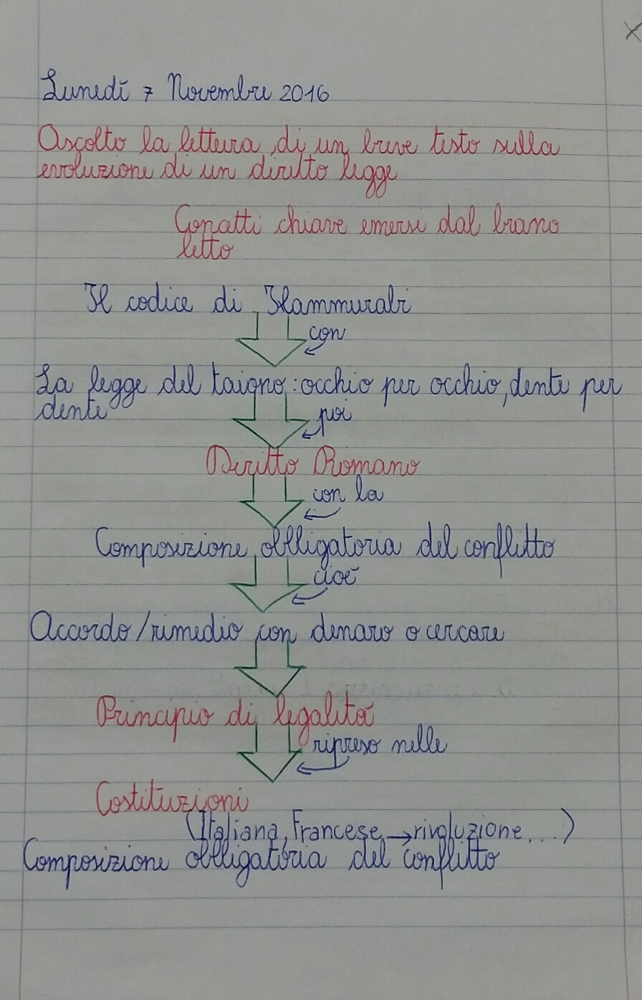 Lunedí 7 Novembre 2016
Ascolto la lettura di un breve testo sulla
evoluzione di un diritto legge
Concetti chiave emersi dal brano
letto
Il codice di Hammurabi
con
La legge del taigno: occhio per occhio, dente per
dente
poi
Diritto Romano
con la
Composizione obbligatoria del conflitto
cioè
Accordo/rimedio con denaro o cercare
Principio di legalità
ripreso nelle
Costituzioni
(Italiana, Francese → rivoluzione...)
Composizione obbligatoria del conflitto